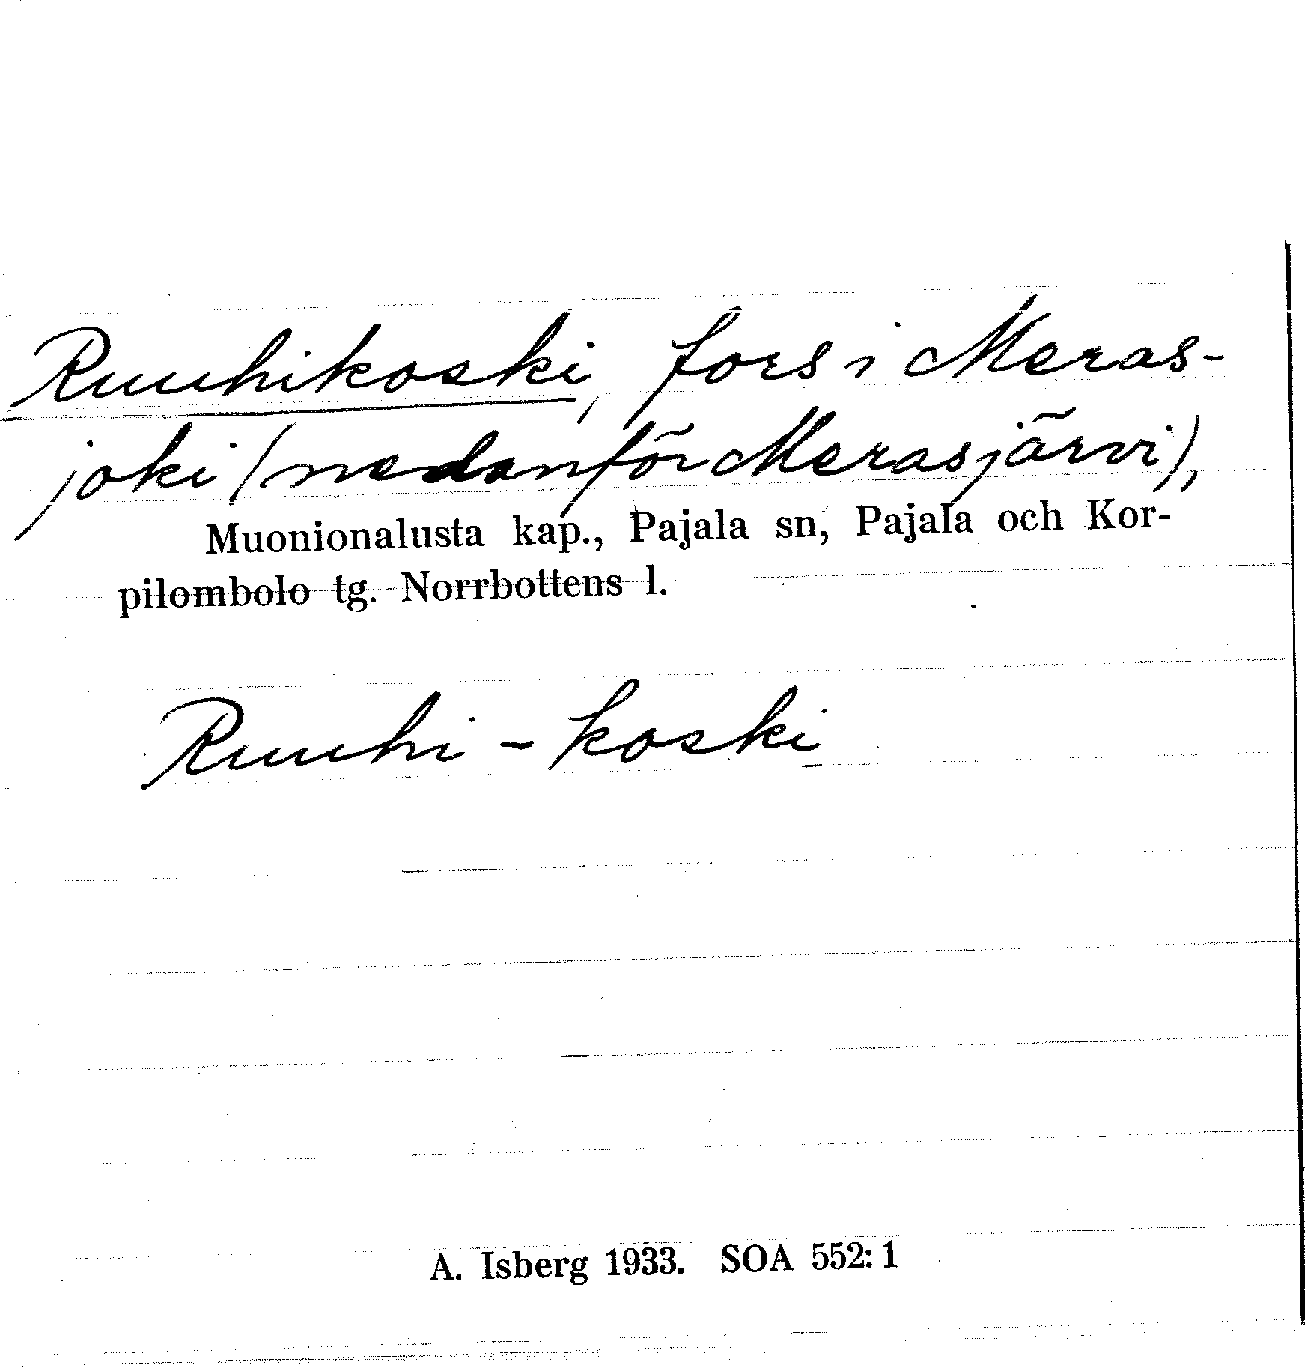 Ruuhikoski, fors i Meras-
joki (nedanför Merasjärvi),
Muonionalusta kap., Pajala sn, Pajala och Kor-
pilombolo tg. Norrbottens l.
Ruuhi - koski
A. Isberg 1933. SOA 552:1